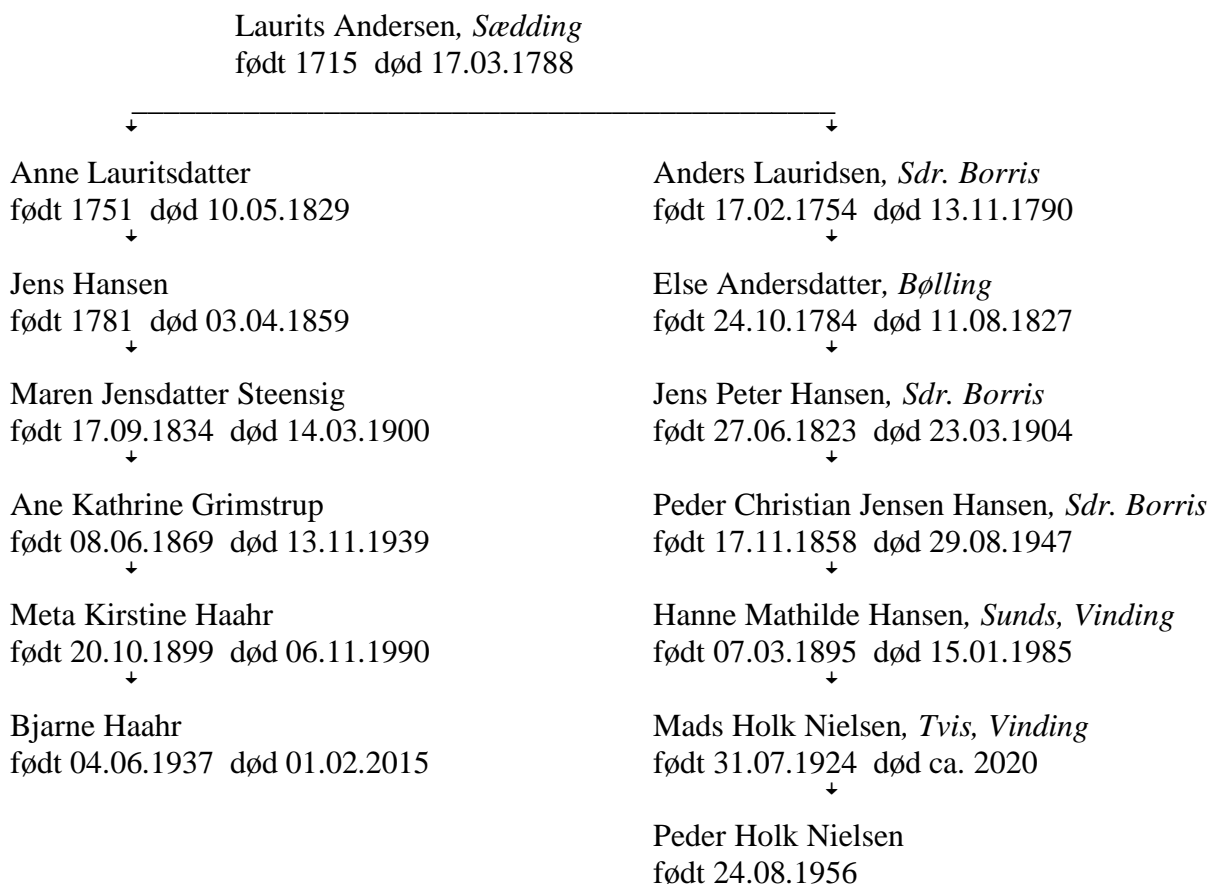 Laurits Andersen, Sædding
født 1715 død 17.03.1788
Anne Lauritsdatter
født 1751 død 10.05.1829
Jens Hansen
født 1781 død 03.04.1859
Maren Jensdatter Steensig
født 17.09.1834 død 14.03.1900
Ane Kathrine Grimstrup
født 08.06.1869 død 13.11.1939
Meta Kirstine Haahr
født 20.10.1899 død 06.11.1990
Bjarne Haahr
født 04.06.1937 død 01.02.2015
Anders Lauridsen, Sdr. Borris
født 17.02.1754 død 13.11.1790
Else Andersdatter, Bølling
født 24.10.1784 død 11.08.1827
Jens Peter Hansen, Sdr. Borris
født 27.06.1823 død 23.03.1904
Peder Christian Jensen Hansen, Sdr. Borris
født 17.11.1858 død 29.08.1947
Hanne Mathilde Hansen, Sunds, Vinding
født 07.03.1895 død 15.01.1985
Mads Holk Nielsen, Tvis, Vinding
født 31.07.1924 død ca. 2020
Peder Holk Nielsen
født 24.08.1956